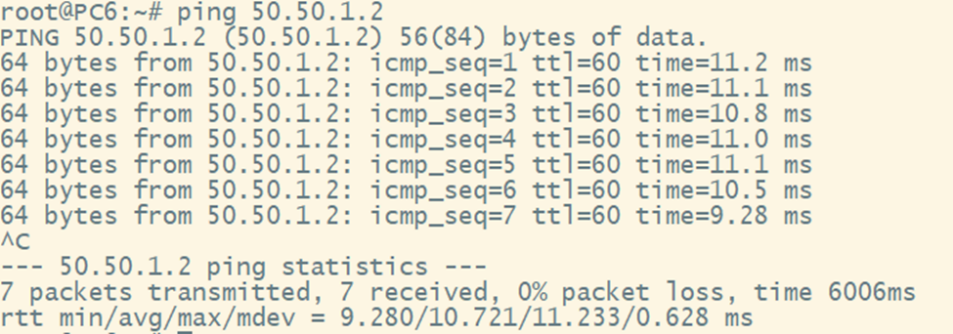 root@PC6:~# ping 50.50.1.2
PING 50.50.1.2 (50.50.1.2) 56(84) bytes of data.
64 bytes from 50.50.1.2: icmp_seq=1 ttl=60 time=11.2 ms
64 bytes from 50.50.1.2: icmp_seq=2 ttl=60 time=11.1 ms
64 bytes from 50.50.1.2: icmp_seq=3 ttl=60 time=10.8 ms
64 bytes from 50.50.1.2: icmp_seq=4 ttl=60 time=11.0 ms
64 bytes from 50.50.1.2: icmp_seq=5 ttl=60 time=11.1 ms
64 bytes from 50.50.1.2: icmp_seq=6 ttl=60 time=10.5 ms
64 bytes from 50.50.1.2: icmp_seq=7 ttl=60 time=9.28 ms
^C
--- 50.50.1.2 ping statistics ---
7 packets transmitted, 7 received, 0% packet loss, time 6006ms
rtt min/avg/max/mdev = 9.280/10.721/11.233/0.628 ms